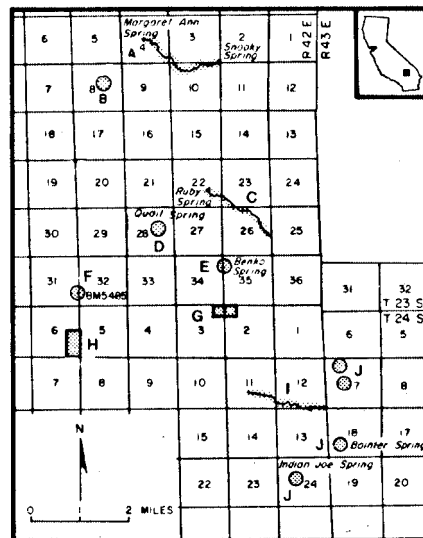 Margaret Ann
Spring
R42E
R43E
6 5 4 3 2 1
A
Snooky
Spring
7 8 9 10 11 12
B
18 17 16 15 14 13
19 20 21 22 23 24
Ruby
Spring
C
Quail Spring
30 29 28 27 26 25
D
E
Benko
Spring
F
31 32 33 34 35 36 31 32
BM5485
T 23 S
T 24 S
G
6 5 4 3 2 1 6 5
H
J
7 8 9 10 11 12 7 8
I
15 14 13 18 17
J
Bainter Spring
N
Indian Joe Spring
22 23 24 19 20
J
0 2 MILES